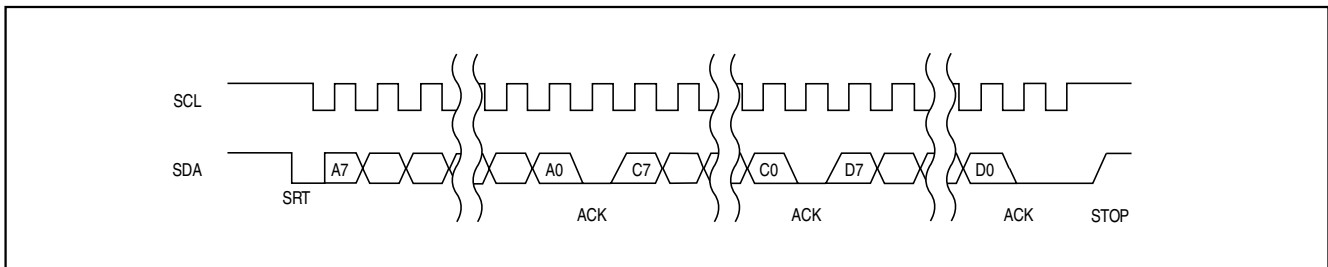 SCL
SDA A7 A0 C7 C0 D7 D0
SRT
ACK ACK ACK STOP